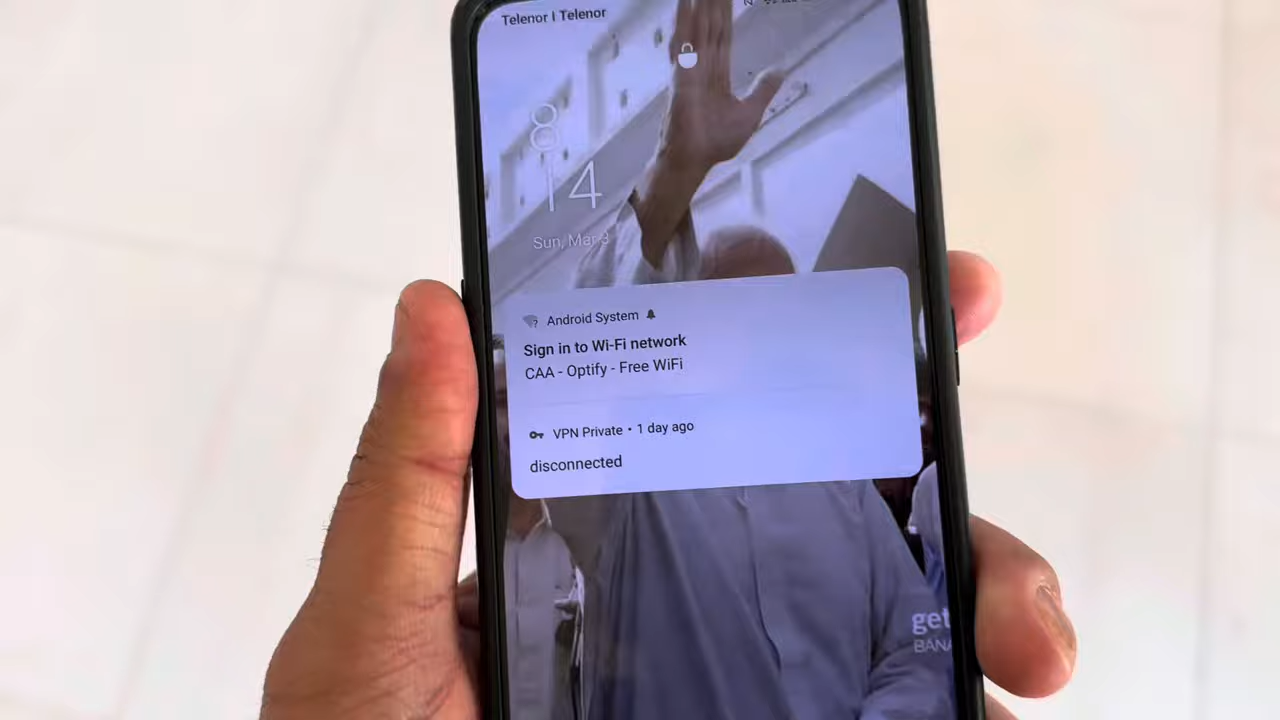 Telenor | Telenor
8
14
Sun, Mar 3
Android System
Sign in to Wi-Fi network
CAA - Optify - Free WiFi
VPN Private • 1 day ago
disconnected
get
BANA